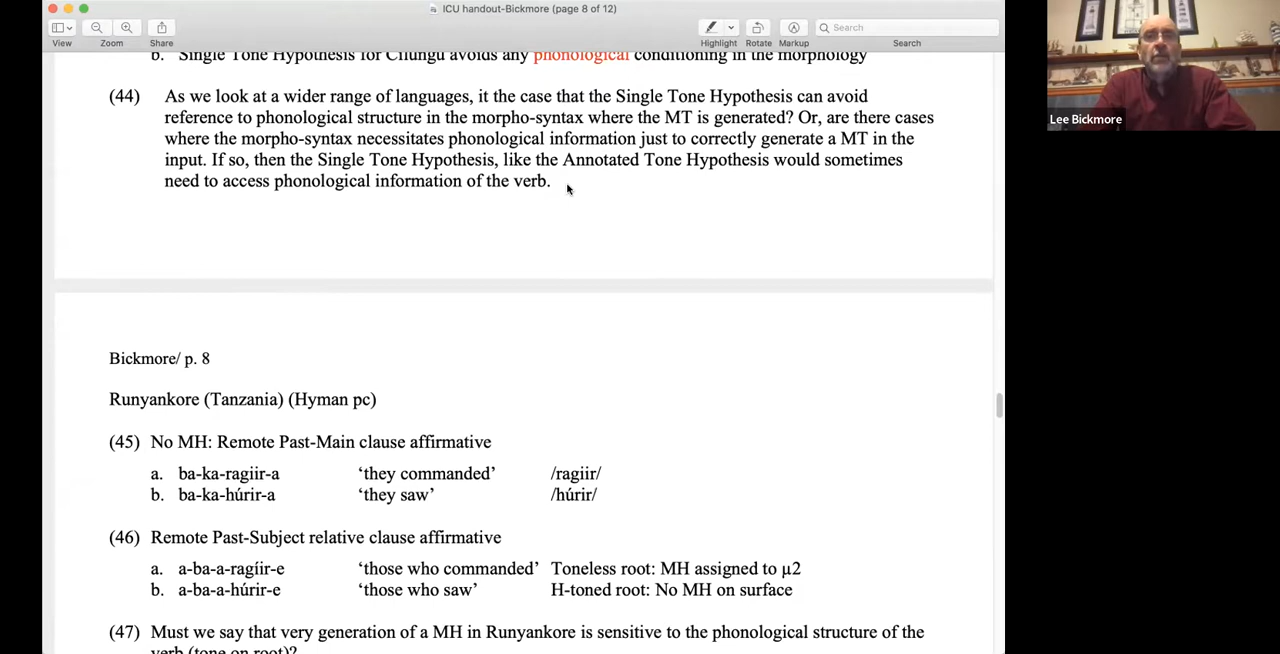 ICU handout-Bickmore (page 8 of 12)
View
Zoom
Share
Highlight
Rotate
Markup
Search
Search
b. Single Tone Hypothesis for Cilungu avoids any phonological conditioning in the morphology
(44) As we look at a wider range of languages, it the case that the Single Tone Hypothesis can avoid
reference to phonological structure in the morpho-syntax where the MT is generated? Or, are there cases
where the morpho-syntax necessitates phonological information just to correctly generate a MT in the
input. If so, then the Single Tone Hypothesis, like the Annotated Tone Hypothesis would sometimes
need to access phonological information of the verb.
Bickmore/ p. 8
Runyankore (Tanzania) (Hyman pc)
(45) No MH: Remote Past-Main clause affirmative
a. ba-ka-ragiir-a ‘they commanded’ /ragiir/
b. ba-ka-húrir-a ‘they saw’ /húrir/
(46) Remote Past-Subject relative clause affirmative
a. a-ba-a-ragíir-e ‘those who commanded’ Toneless root: MH assigned to µ2
b. a-ba-a-húrir-e ‘those who saw’ H-toned root: No MH on surface
(47) Must we say that very generation of a MH in Runyankore is sensitive to the phonological structure of the
verb (tone on root)?
Lee Bickmore